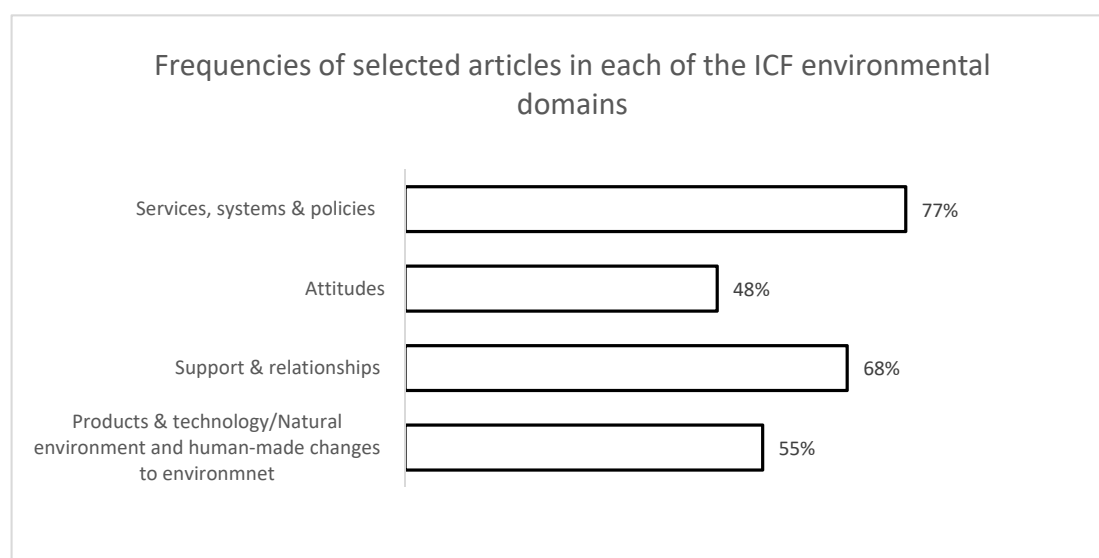 Frequencies of selected articles in each of the ICF environmental
domains
Services, systems & policies
77%
Attitudes
48%
Support & relationships
68%
Products & technology/Natural
environment and human-made changes
to environmnet
55%